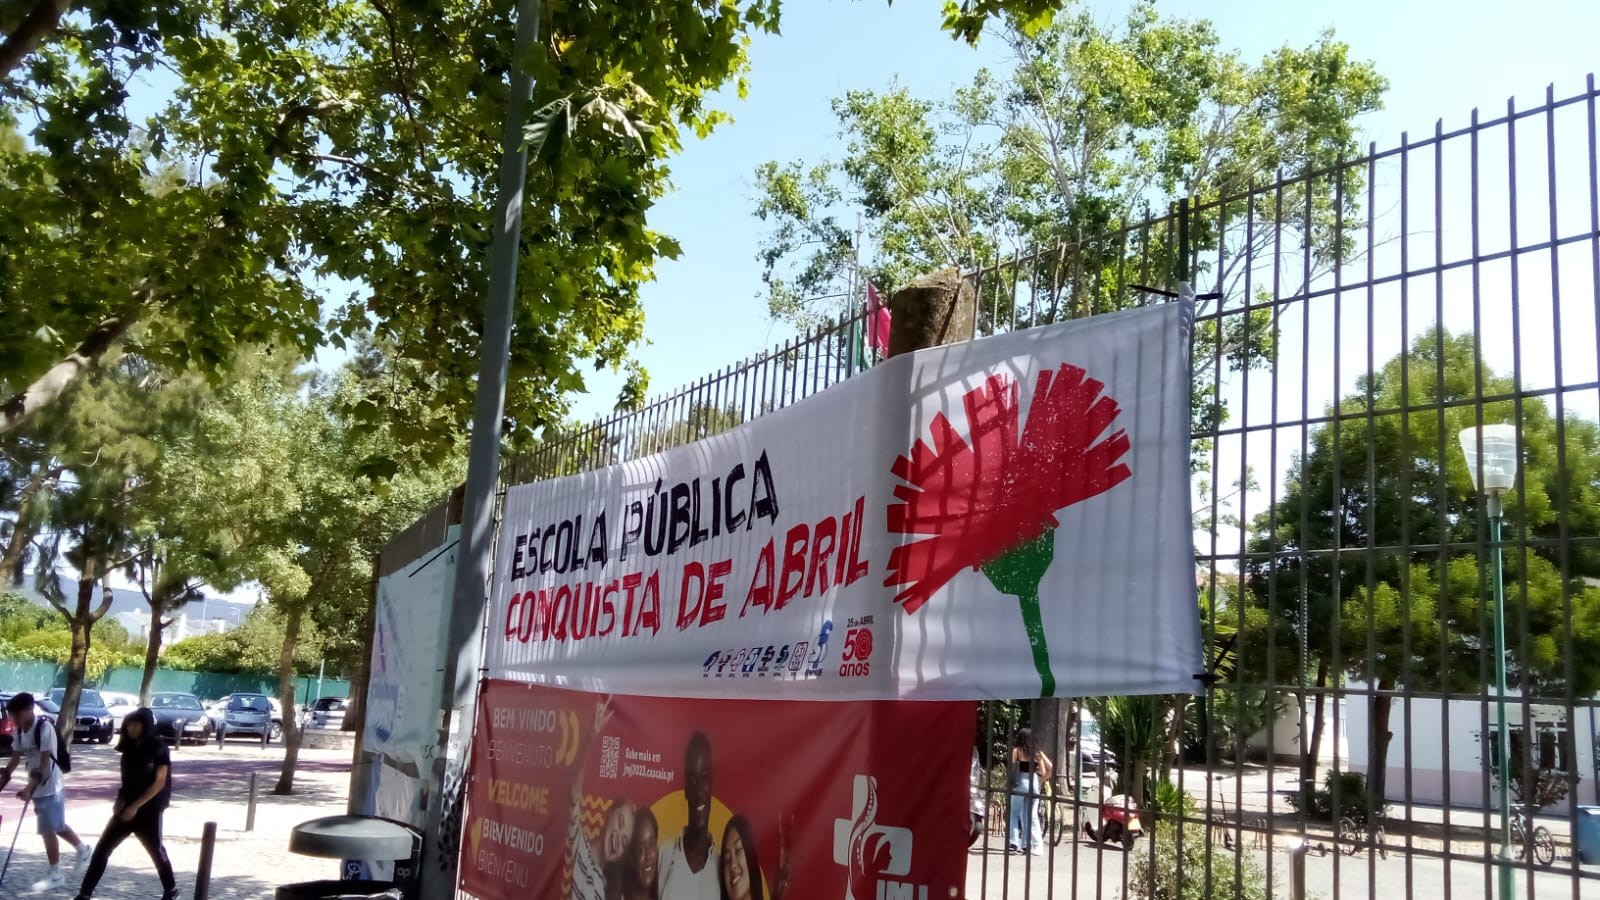 ESCOLA PÚBLICA
CONQUISTA DE ABRIL
25 de ABRIL
50
anos
BEM VINDO
BENVENUTO
WELCOME
BIENVENIDO
BIENVENU
Sabe mais em
jmj2023.cascais.pt
JMJ